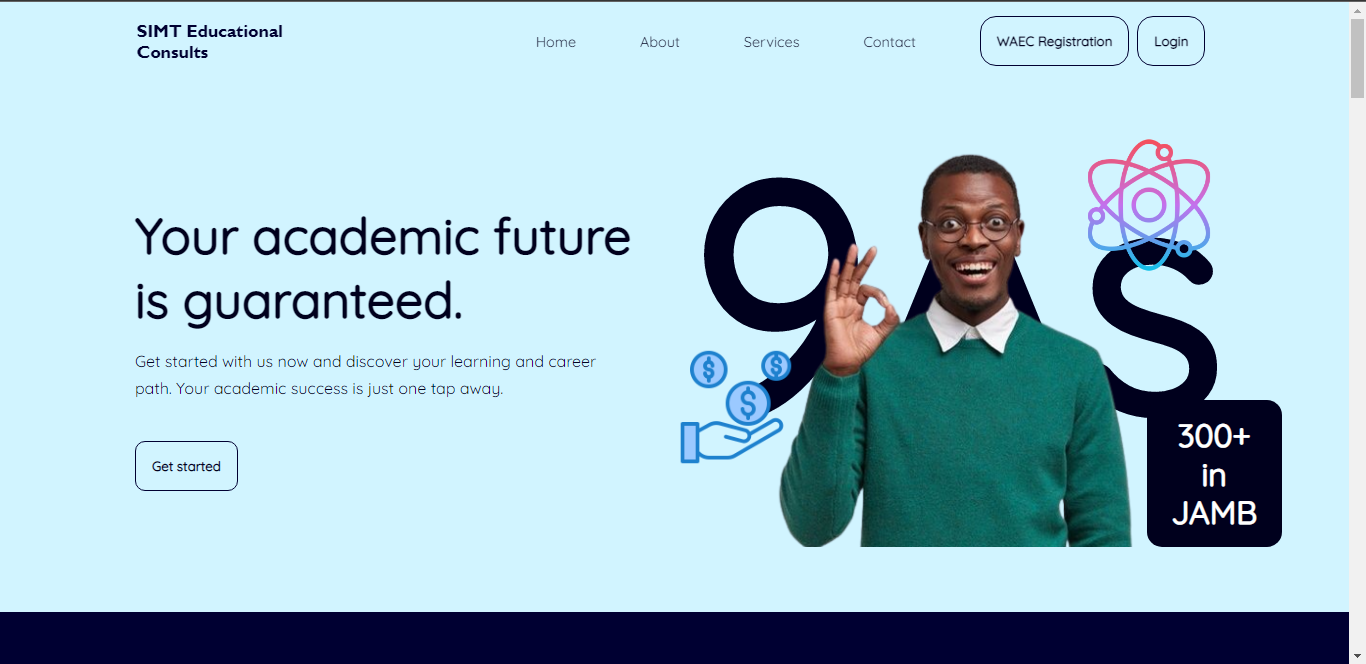 SIMT Educational
Consults
Home
About
Services
Contact
WAEC Registration
Login
Your academic future
is guaranteed.
Get started with us now and discover your learning and career
path. Your academic success is just one tap away.
Get started
9 A S
$ $
$
300+
in
JAMB